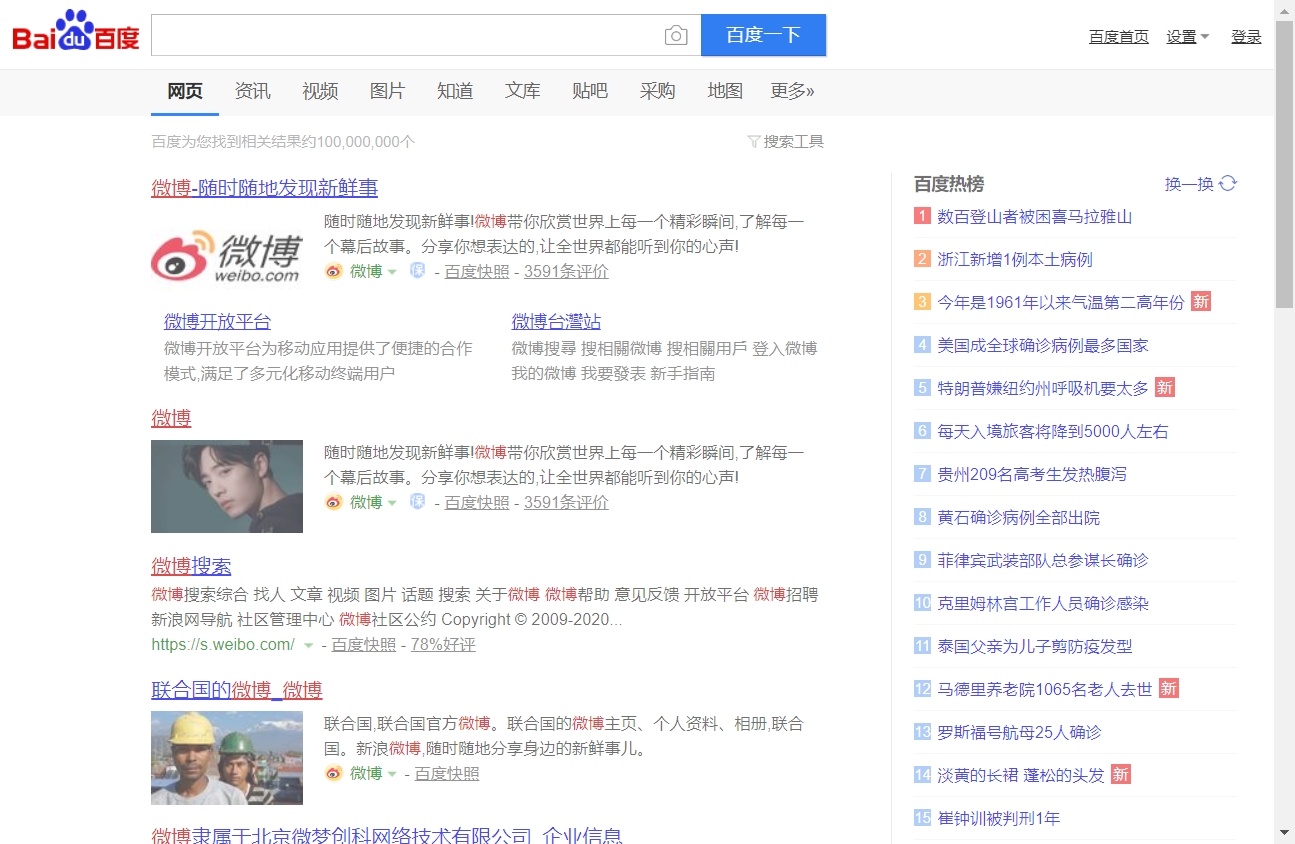 Bai du 百度
百度一下
百度首页 设置 登录
网页 资讯 视频 图片 知道 文库 贴吧 采购 地图 更多»
百度为您找到相关结果约100,000,000个
搜索工具
微博-随时随地发现新鲜事
微博
weibo.com
随时随地发现新鲜事!微博带你欣赏世界上每一个精彩瞬间,了解每一
个幕后故事。分享你想表达的,让全世界都能听到你的心声!
微博 保 - 百度快照 - 3591条评价
微博开放平台
微博开放平台为移动应用提供了便捷的合作
模式,满足了多元化移动终端用户
微博台灣站
微博搜尋 搜相關微博 搜相關用戶 登入微博
我的微博 我要發表 新手指南
微博
随时随地发现新鲜事!微博带你欣赏世界上每一个精彩瞬间,了解每一
个幕后故事。分享你想表达的,让全世界都能听到你的心声!
微博 保 - 百度快照 - 3591条评价
微博搜索
微博搜索综合 找人 文章 视频 图片 话题 搜索 关于微博 微博帮助 意见反馈 开放平台 微博招聘
新浪网导航 社区管理中心 微博社区公约 Copyright © 2009-2020...
https://s.weibo.com/ - 百度快照 - 78%好评
联合国的微博_微博
联合国,联合国官方微博。联合国的微博主页、个人资料、相册,联合
国。新浪微博,随时随地分享身边的新鲜事儿。
微博 - 百度快照
微博隶属于北京微梦创科网络技术有限公司_企业信息
百度热榜 换一换
1 数百登山者被困喜马拉雅山
2 浙江新增1例本土病例
3 今年是1961年以来气温第二高年份 新
4 美国成全球确诊病例最多国家
5 特朗普嫌纽约州呼吸机要太多 新
6 每天入境旅客将降到5000人左右
7 贵州209名高考生发热腹泻
8 黄石确诊病例全部出院
9 菲律宾武装部队总参谋长确诊
10 克里姆林宫工作人员确诊感染
11 泰国父亲为儿子剪防疫发型
12 马德里养老院1065名老人去世 新
13 罗斯福号航母25人确诊
14 淡黄的长裙 蓬松的头发 新
15 崔钟训被判刑1年